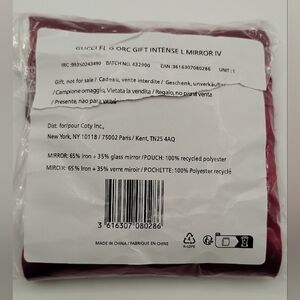 GUCCI FL G ORC GIFT INTENSE L MIRROR IV
IRC :99350243490 BATCH NO. 432900 EAN :3616307080286 UNIT : 1
Gift, not for sale / Cadeau, vente interdite / Geschenk, unverkäuflich
/ Campione omaggio, Vietata la vendita / Regalo, no para venta
/ Presente, não para venda
Dist. for/pour Coty Inc.,
New York, NY 10118 / 75002 Paris / Kent, TN25 4AQ
MIRROR: 65% Iron + 35% glass mirror / POUCH: 100% recycled polyester
MIROIR: 65% Iron + 35% verre miroir / POCHETTE: 100% Polyester recyclé
3 616307 080286
MADE IN CHINA / FABRIQUÉ EN CHINE
4